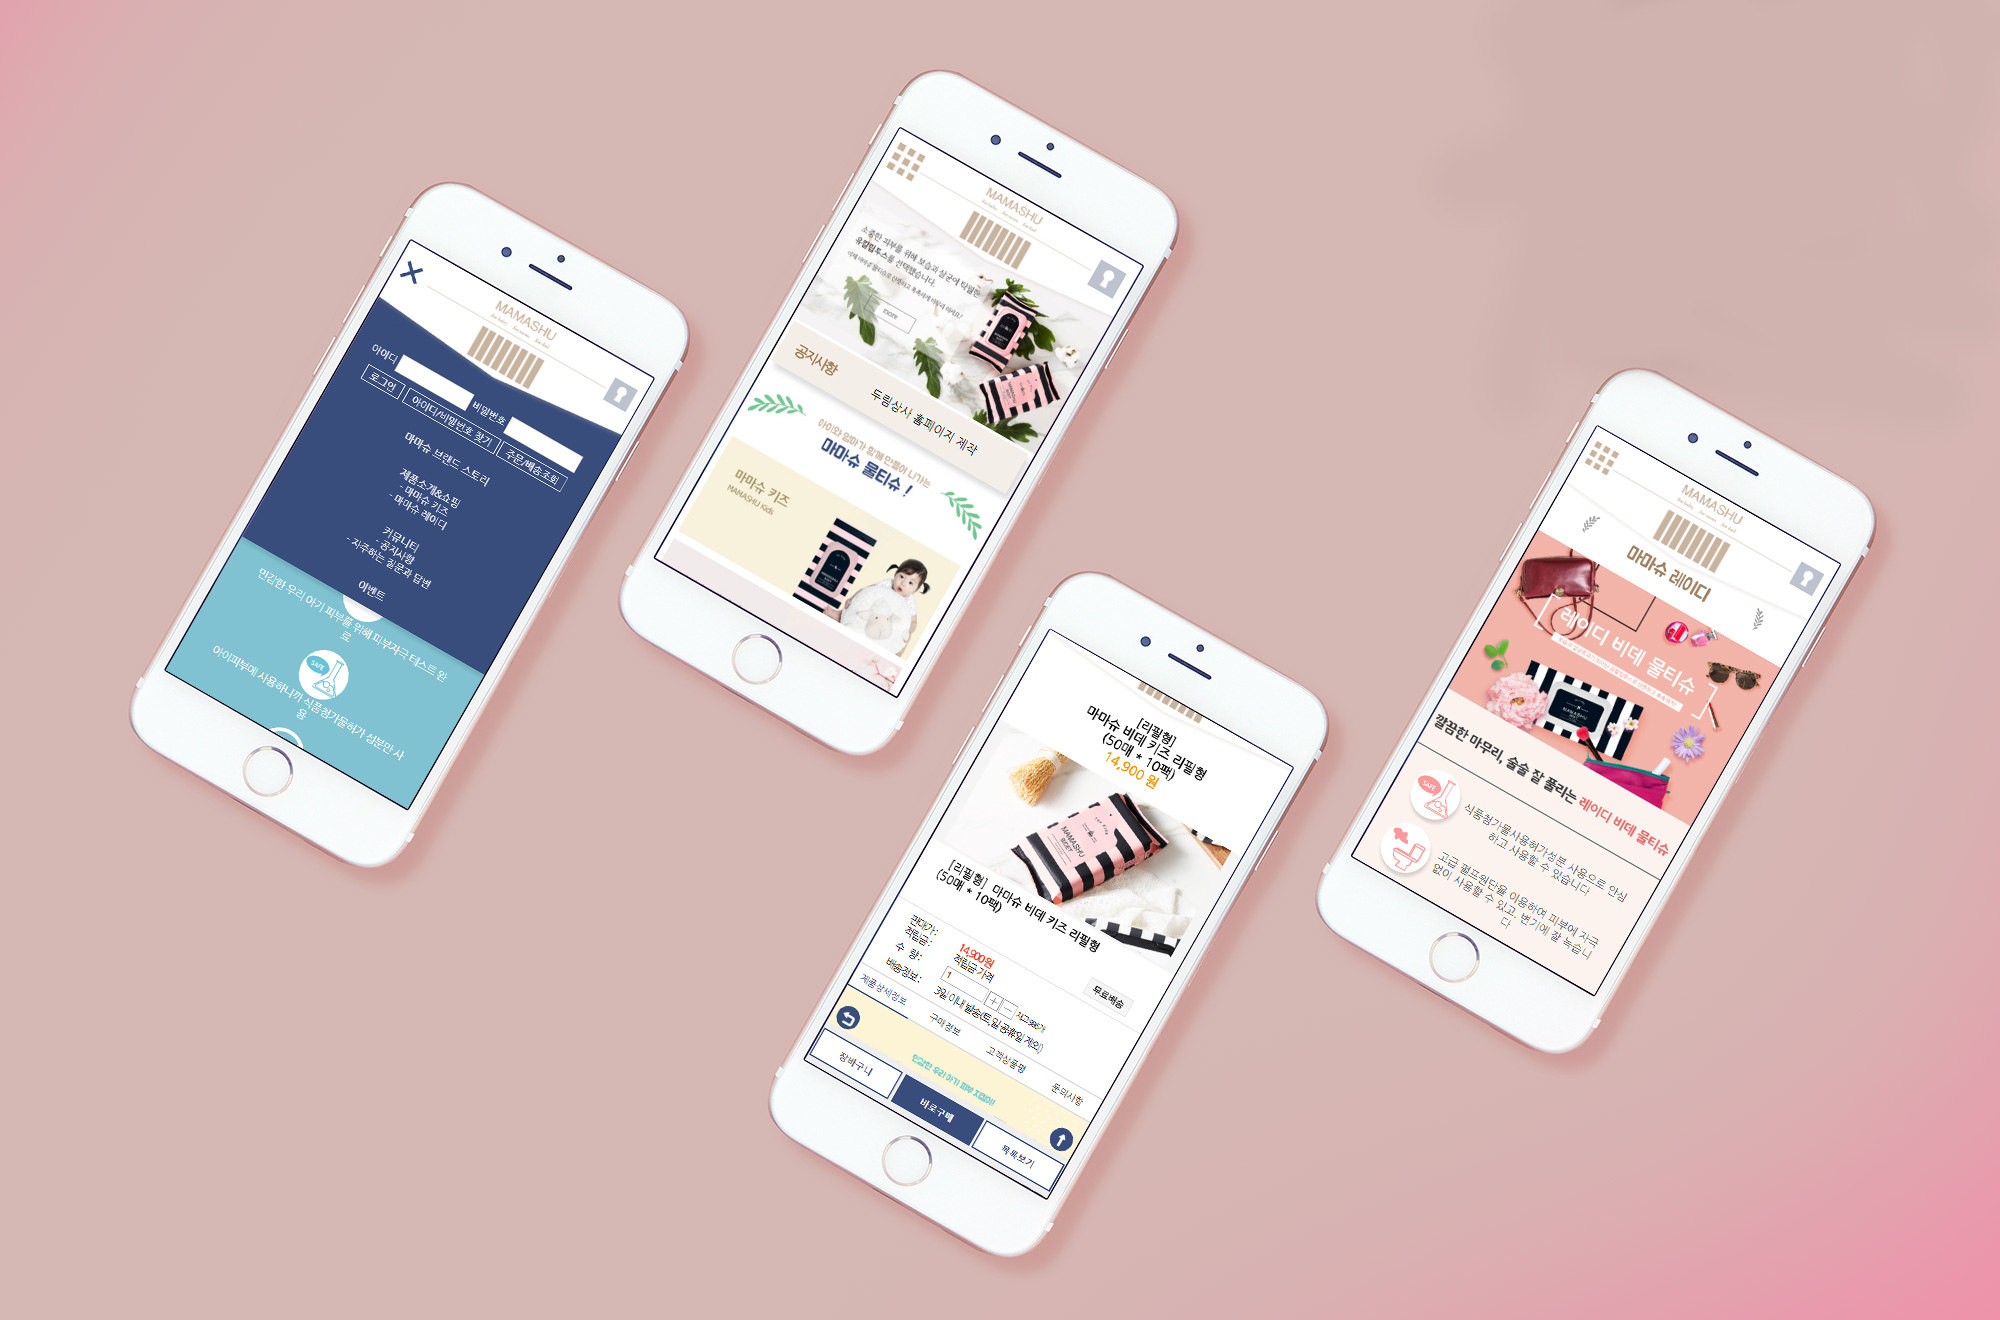 MAMASHU
아이디
비밀번호
로그인
아이디/비밀번호 찾기
주문/배송조회
마마슈 브랜드 스토리
제품소개&쇼핑
- 마마슈 키즈
- 마마슈 레이디
커뮤니티
- 공지사항
- 자주하는 질문과 답변
이벤트
민감한 우리 아기 피부를 위해 피부자극 테스트 완
료
SAFE
아이피부에 사용하니까 식품첨가물허가 성분만 사
용
MAMASHU
소중한 피부를 위해 보습과 살균에 탁월한
유칼립투스를 선택했습니다.
more
공지사항
두림상사 홈페이지 제작
아이와 엄마가 함께 만들어 나가는
마마슈 물티슈 !
마마슈 키즈
MAMASHU Kids
[리필형]
마마슈 비데 키즈 리필형
(50매 * 10팩)
14,900 원
MAMASHU
BIDET
[리필형] 마마슈 비데 키즈 리필형
(50매 * 10팩)
판매가:
14,900원
적립금:
적립금 가격
무료배송
수 량:
1
+
-
배송정보:
3일 이내 발송(토,일 공휴일 제외)
제품상세정보
구매정보
고객상품평
문의사항
민감한 우리 아기 피부 지킴이!
장바구니
바로구매
목록보기
MAMASHU
마마슈 레이디
레이디 비데 물티슈
MAMASHU
깔끔한 마무리, 술술 잘 풀리는 레이디 비데 물티슈
SAFE
식품첨가물사용허가성분 사용으로 안심
하고 사용할 수 있습니다
고급 펄프원단을 이용하여 피부에 자극
없이 사용할 수 있고. 변기에 잘 녹습니
다